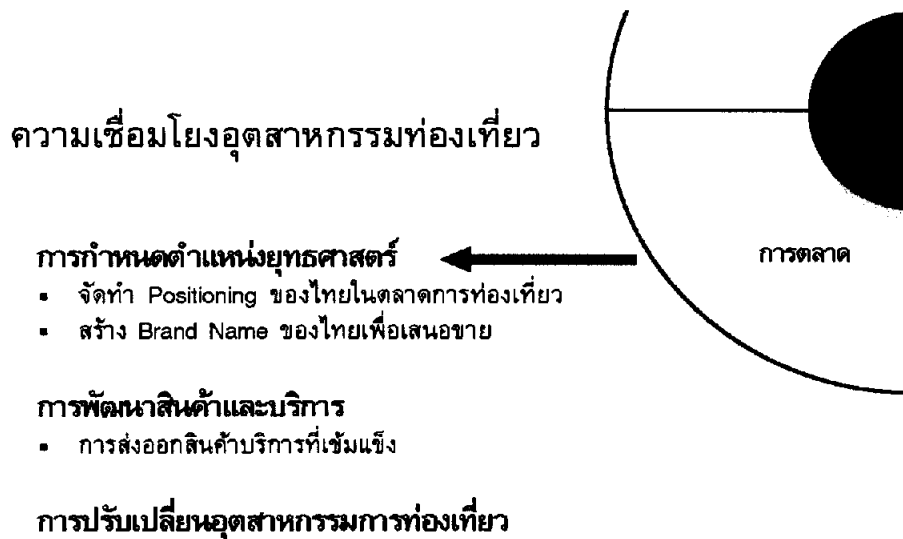 ความเชื่อมโยงอุตสาหกรรมท่องเที่ยว
การกำหนดตำแหน่งยุทธศาสตร์
▪ จัดทำ Positioning ของไทยในตลาดการท่องเที่ยว
▪ สร้าง Brand Name ของไทยเพื่อเสนอขาย
การตลาด
การพัฒนาสินค้าและบริการ
▪ การส่งออกสินค้าบริการที่เข้มแข็ง
การปรับเปลี่ยนอุตสาหกรรมการท่องเที่ยว